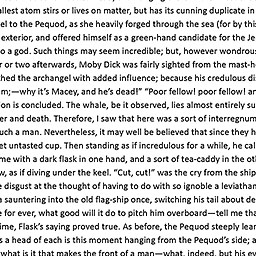 allest atom stirs or lives on matter, but has its cunning duplicate in
el to the Pequod, as she heavily forged through the sea (for by this
exterior, and offered himself as a green-hand candidate for the Je
o a god. Such things may seem incredible; but, however wondrous
r or two afterwards, Moby Dick was fairly sighted from the mast-h
ched the archangel with added influence; because his credulous dis
m;—why it's Macey, and he's dead!" "Poor fellow! poor fellow! an
on is concluded. The whale, be it observed, lies almost entirely su
er and death. Therefore, I saw that here was a sort of interregnum
uch a man. Nevertheless, it may well be believed that since they h
et untasted cup. Then standing as if incredulous for a while, he cal
me with a dark flask in one hand, and a sort of tea-caddy in the oth
w, as if diving under the keel. "Cut, cut!" was the cry from the ship
e disgust at the thought of having to do with so ignoble a leviathan
a sauntering into the old flag-ship once, switching his tail about de
e for ever, what good will it do to pitch him overboard—tell me tha
ime, Flask's saying proved true. As before, the Pequod steeply lean
s a head of each is this moment hanging from the Pequod's side; a
what is it that makes the front of a man—what, indeed, but his eye